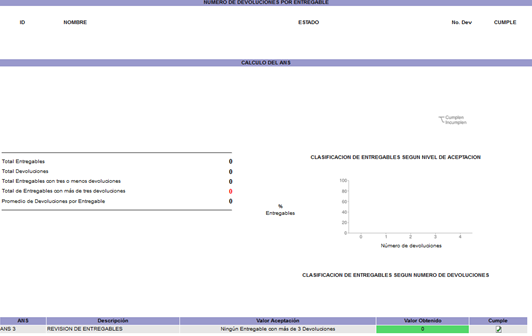 NUMERO DE DEVOLUCIONES POR ENTREGABLE
ID NOMBRE ESTADO No. Dev CUMPLE
CALCULO DEL ANS
Cumplen
Incumplen
Total Entregables 0
Total Devoluciones 0
Total Entregables con tres o menos devoluciones 0
Total de Entregables con más de tres devoluciones 0
Promedio de Devoluciones por Entregable 0
CLASIFICACION DE ENTREGABLES SEGUN NIVEL DE ACEPTACION
100
80
60
40
20
0
%
Entregables
0 1 2 3 4
Número de devoluciones
CLASIFICACION DE ENTREGABLES SEGUN NUMERO DE DEVOLUCIONES
ANS Descripción Valor Aceptación Valor Obtenido Cumple
ANS 3 REVISION DE ENTREGABLES Ningún Entregable con más de 3 Devoluciones 0